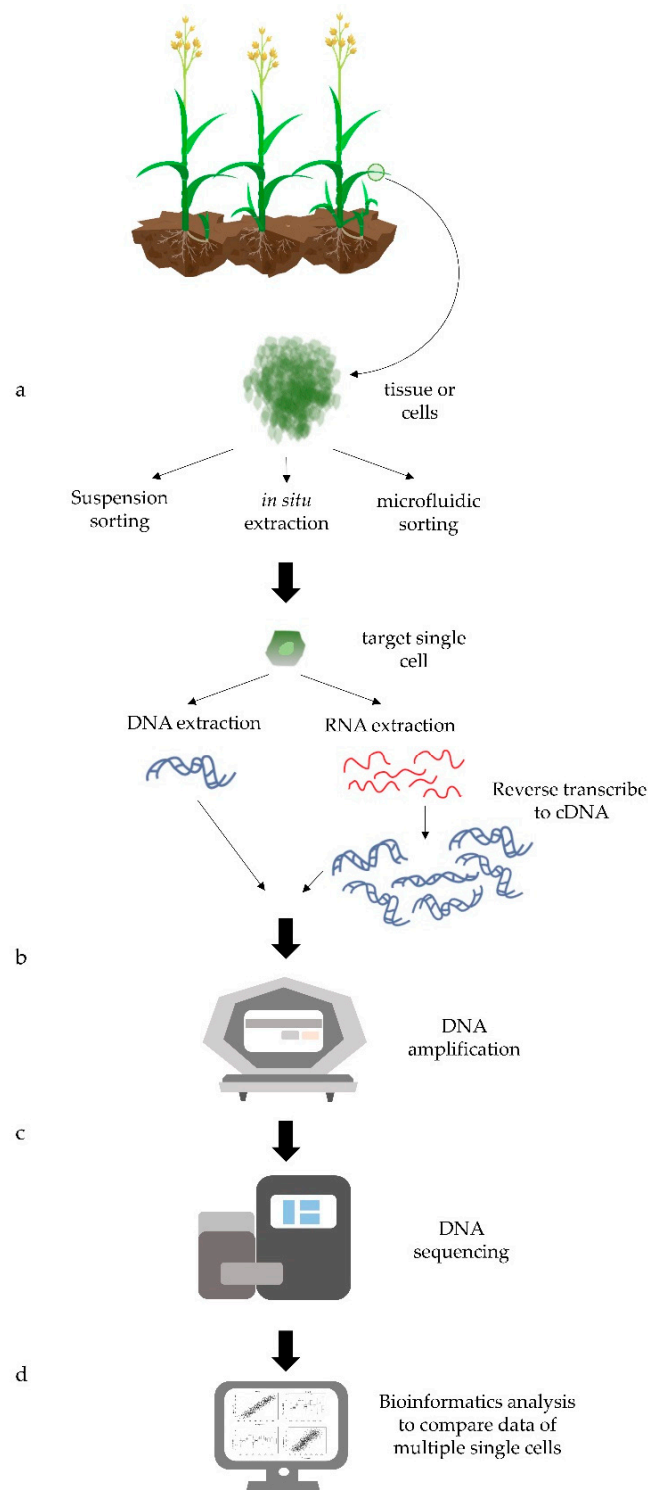 a
tissue or
cells
Suspension
sorting
in situ
extraction
microfluidic
sorting
target single
cell
DNA extraction
RNA extraction
Reverse transcribe
to cDNA
b
DNA
amplification
c
DNA
sequencing
d
Bioinformatics analysis
to compare data of
multiple single cells